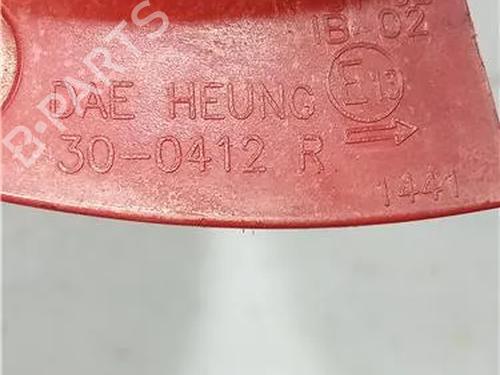 IB-02
DAE HEUNG E13
30-0412 R
1441
B-PARTS